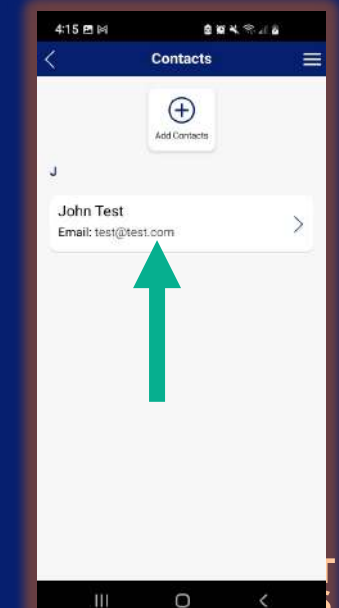 4:15
Contacts
Add Contacts
J
John Test
Email: test@test.com
T
S